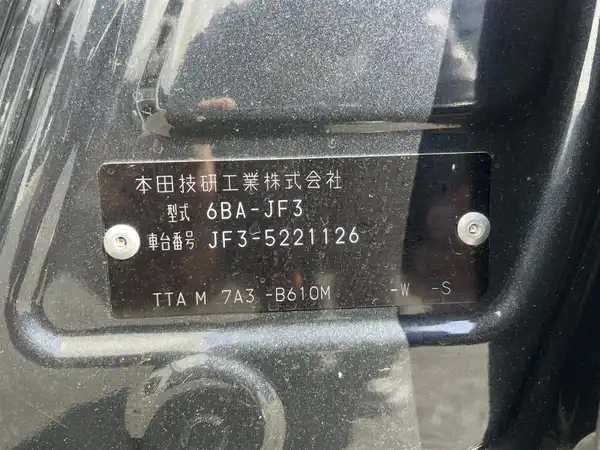 本田技研工業株式会社
型式 6BA-JF3
車台番号 JF3-5221126
TTA M 7A3 -B610M -W -S